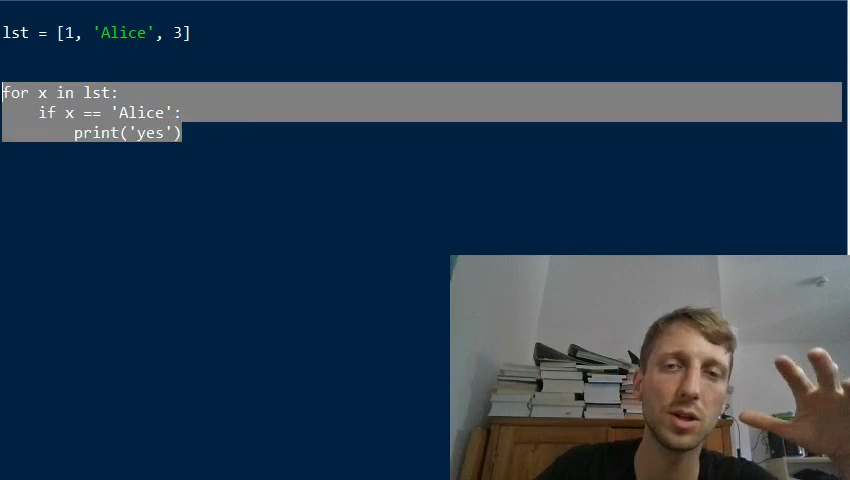 lst = [1, 'Alice', 3]
for x in lst:
    if x == 'Alice':
        print('yes')